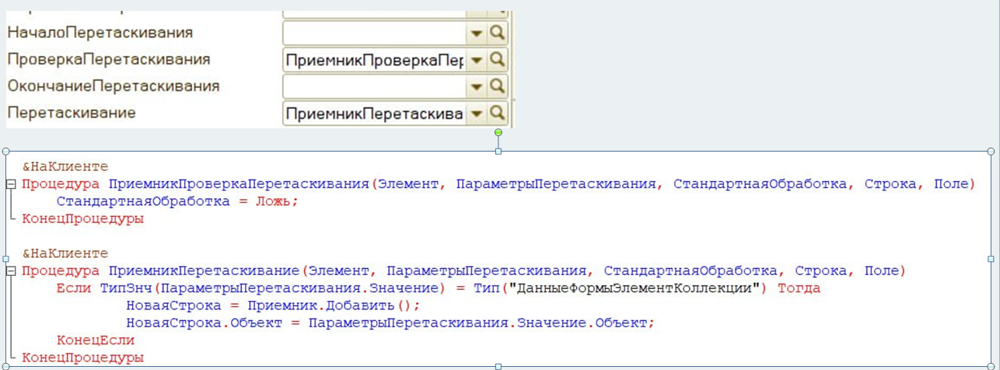 НачалоПеретаскивания
ПроверкаПеретаскивания ПриемникПроверкаПер
ОкончаниеПеретаскивания
Перетаскивание ПриемникПеретаскива
&НаКлиенте
Процедура ПриемникПроверкаПеретаскивания(Элемент, ПараметрыПеретаскивания, СтандартнаяОбработка, Строка, Поле)
СтандартнаяОбработка = Ложь;
КонецПроцедуры
&НаКлиенте
Процедура ПриемникПеретаскивание(Элемент, ПараметрыПеретаскивания, СтандартнаяОбработка, Строка, Поле)
Если ТипЗнч(ПараметрыПеретаскивания.Значение) = Тип("ДанныеФормыЭлементКоллекции") Тогда
НоваяСтрока = Приемник.Добавить();
НоваяСтрока.Объект = ПараметрыПеретаскивания.Значение.Объект;
КонецЕсли
КонецПроцедуры